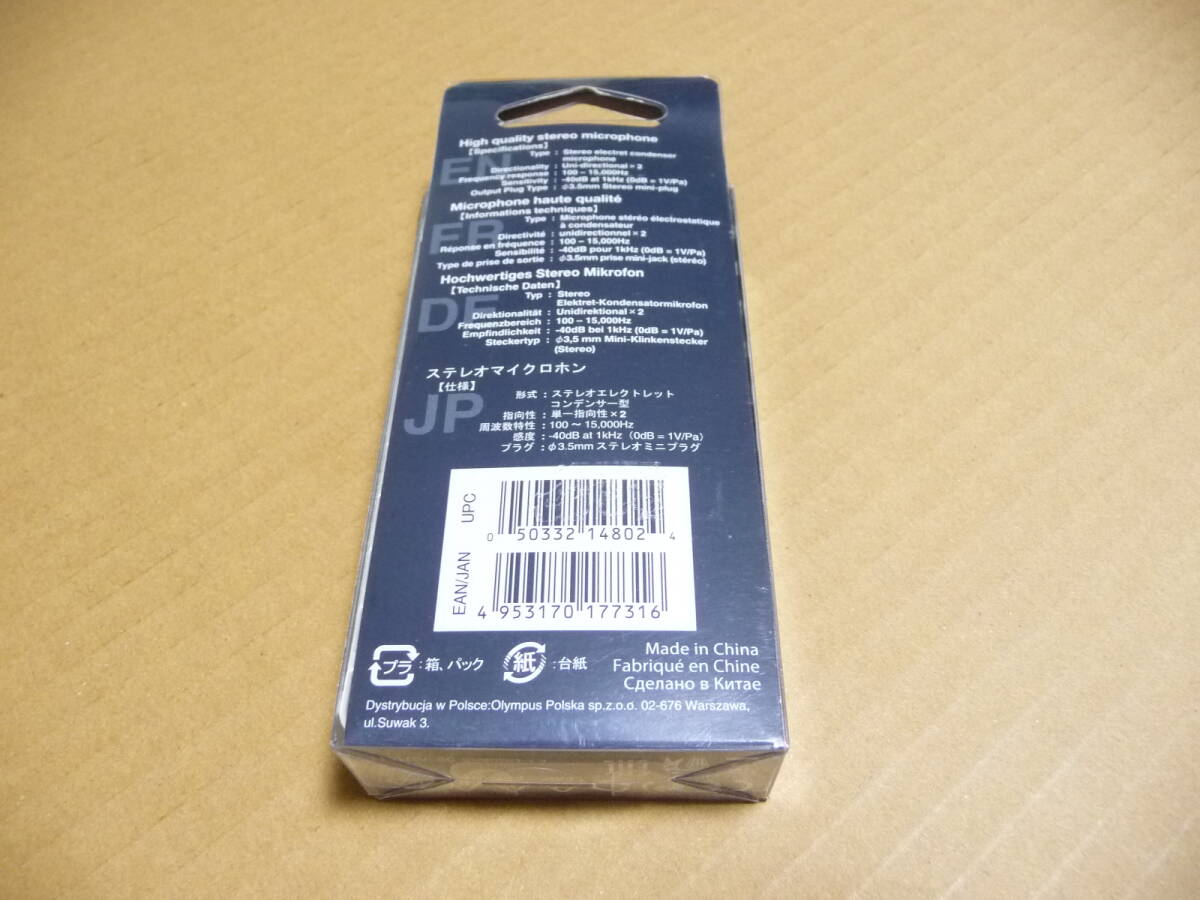 High quality stereo microphone
EN
【Specifications】
Type : Stereo electret condenser
microphone
Directionality : Uni-directional × 2
Frequency response : 100 – 15,000Hz
Sensitivity : -40dB at 1kHz (0dB = 1V/Pa)
Output Plug Type : φ3.5mm Stereo mini-plug
Microphone haute qualité
FR
【Informations techniques】
Type : Microphone stéréo électrostatique
à condensateur
Directivité : unidirectionnel × 2
Réponse en fréquence : 100 – 15,000Hz
Sensibilité : -40dB pour 1kHz (0dB = 1V/Pa)
Type de prise de sortie : φ3.5mm prise mini-jack (stéréo)
Hochwertiges Stereo Mikrofon
DE
【Technische Daten】
Typ : Stereo
Elektret-Kondensatormikrofon
Direktionalität : Unidirektional × 2
Frequenzbereich : 100 – 15,000Hz
Empfindlichkeit : -40dB bei 1kHz (0dB = 1V/Pa)
Steckertyp : φ3,5 mm Mini-Klinkenstecker
(Stereo)
ステレオマイクロホン
JP
【仕様】
形式 : ステレオエレクトレット
コンデンサー型
指向性 : 単一指向性×2
周波数特性 : 100 〜 15,000Hz
感度 : -40dB at 1kHz（0dB = 1V/Pa）
プラグ : φ3.5mm ステレオミニプラグ
UPC
0 50332 14802 4
EAN/JAN
4 953170 177316
プラ : 箱、パック
紙 : 台紙
Made in China
Fabriqué en Chine
Сделано в Китае
Dystrybucja w Polsce:Olympus Polska sp.z.o.o. 02-676 Warszawa,
ul.Suwak 3.